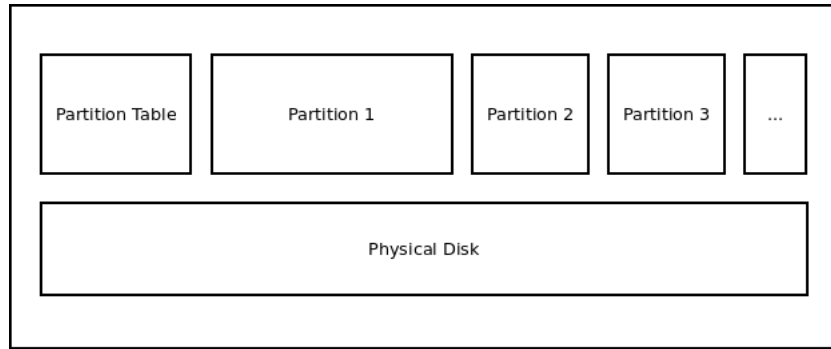 Partition Table
Partition 1
Partition 2
Partition 3
...
Physical Disk